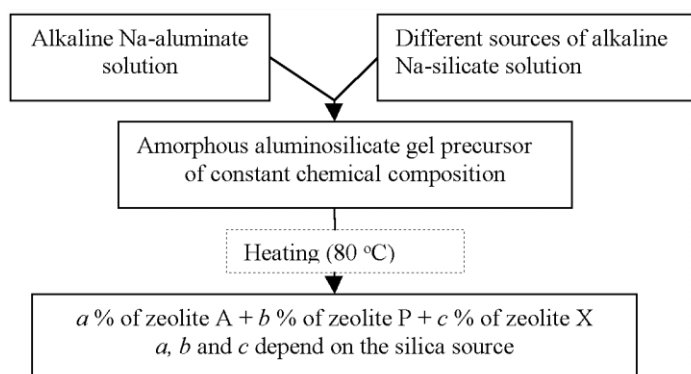 Alkaline Na-aluminate
solution
Different sources of alkaline
Na-silicate solution
Amorphous aluminosilicate gel precursor
of constant chemical composition
Heating (80 °C)
a % of zeolite A + b % of zeolite P + c % of zeolite X
a, b and c depend on the silica source